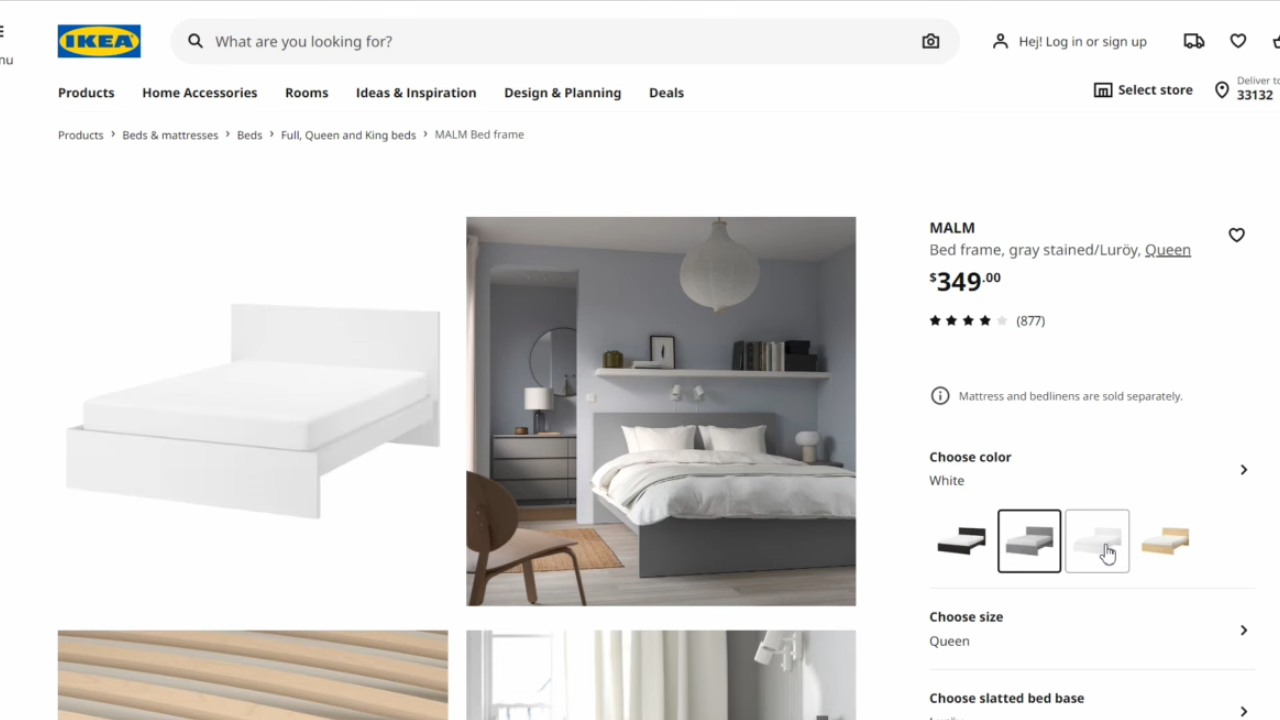 IKEA
What are you looking for?
Hej! Log in or sign up
nu
Products Home Accessories Rooms Ideas & Inspiration Design & Planning Deals
Select store
Deliver to
33132
Products > Beds & mattresses > Beds > Full, Queen and King beds > MALM Bed frame
MALM
Bed frame, gray stained/Luröy, Queen
$349.00
(877)
Mattress and bedlinens are sold separately.
Choose color
White
Choose size
Queen
Choose slatted bed base